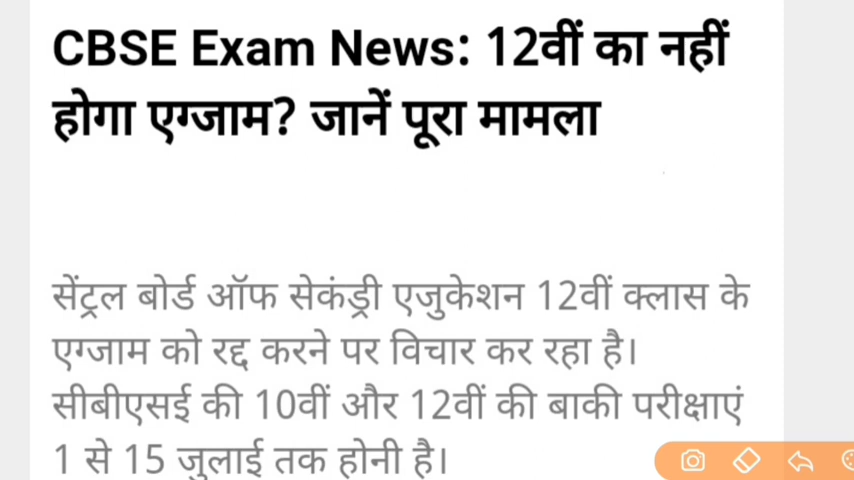 CBSE Exam News: 12वीं का नहीं
होगा एग्जाम? जानें पूरा मामला
सेंट्रल बोर्ड ऑफ सेकंड्री एजुकेशन 12वीं क्लास के
एग्जाम को रद्द करने पर विचार कर रहा है।
सीबीएसई की 10वीं और 12वीं की बाकी परीक्षाएं
1 से 15 जुलाई तक होनी है।